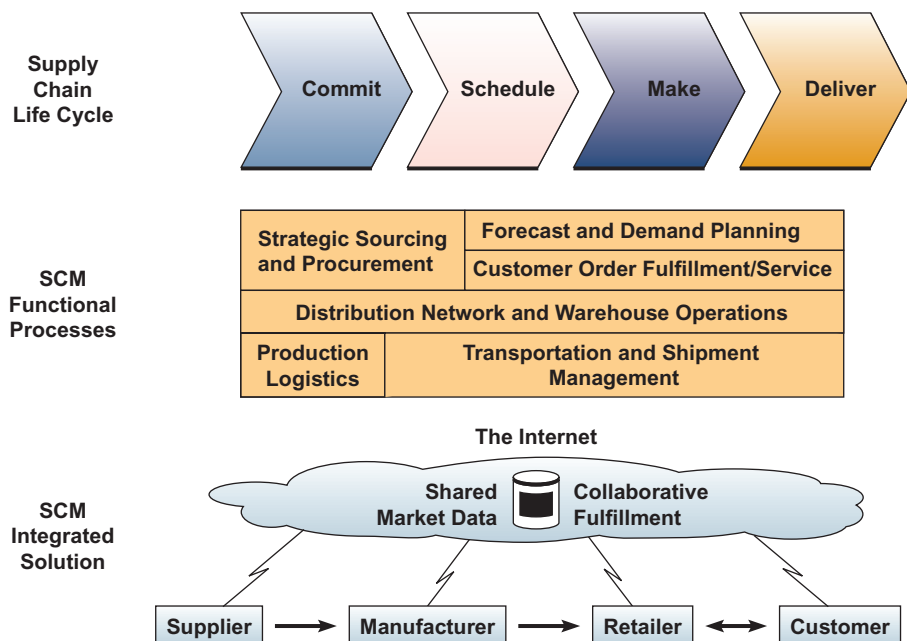 Supply
Chain
Life Cycle
Commit
Schedule
Make
Deliver
SCM
Functional
Processes
Strategic Sourcing
and Procurement
Forecast and Demand Planning
Customer Order Fulfillment/Service
Distribution Network and Warehouse Operations
Production
Logistics
Transportation and Shipment
Management
The Internet
SCM
Integrated
Solution
Shared
Market Data
Collaborative
Fulfillment
Supplier
Manufacturer
Retailer
Customer